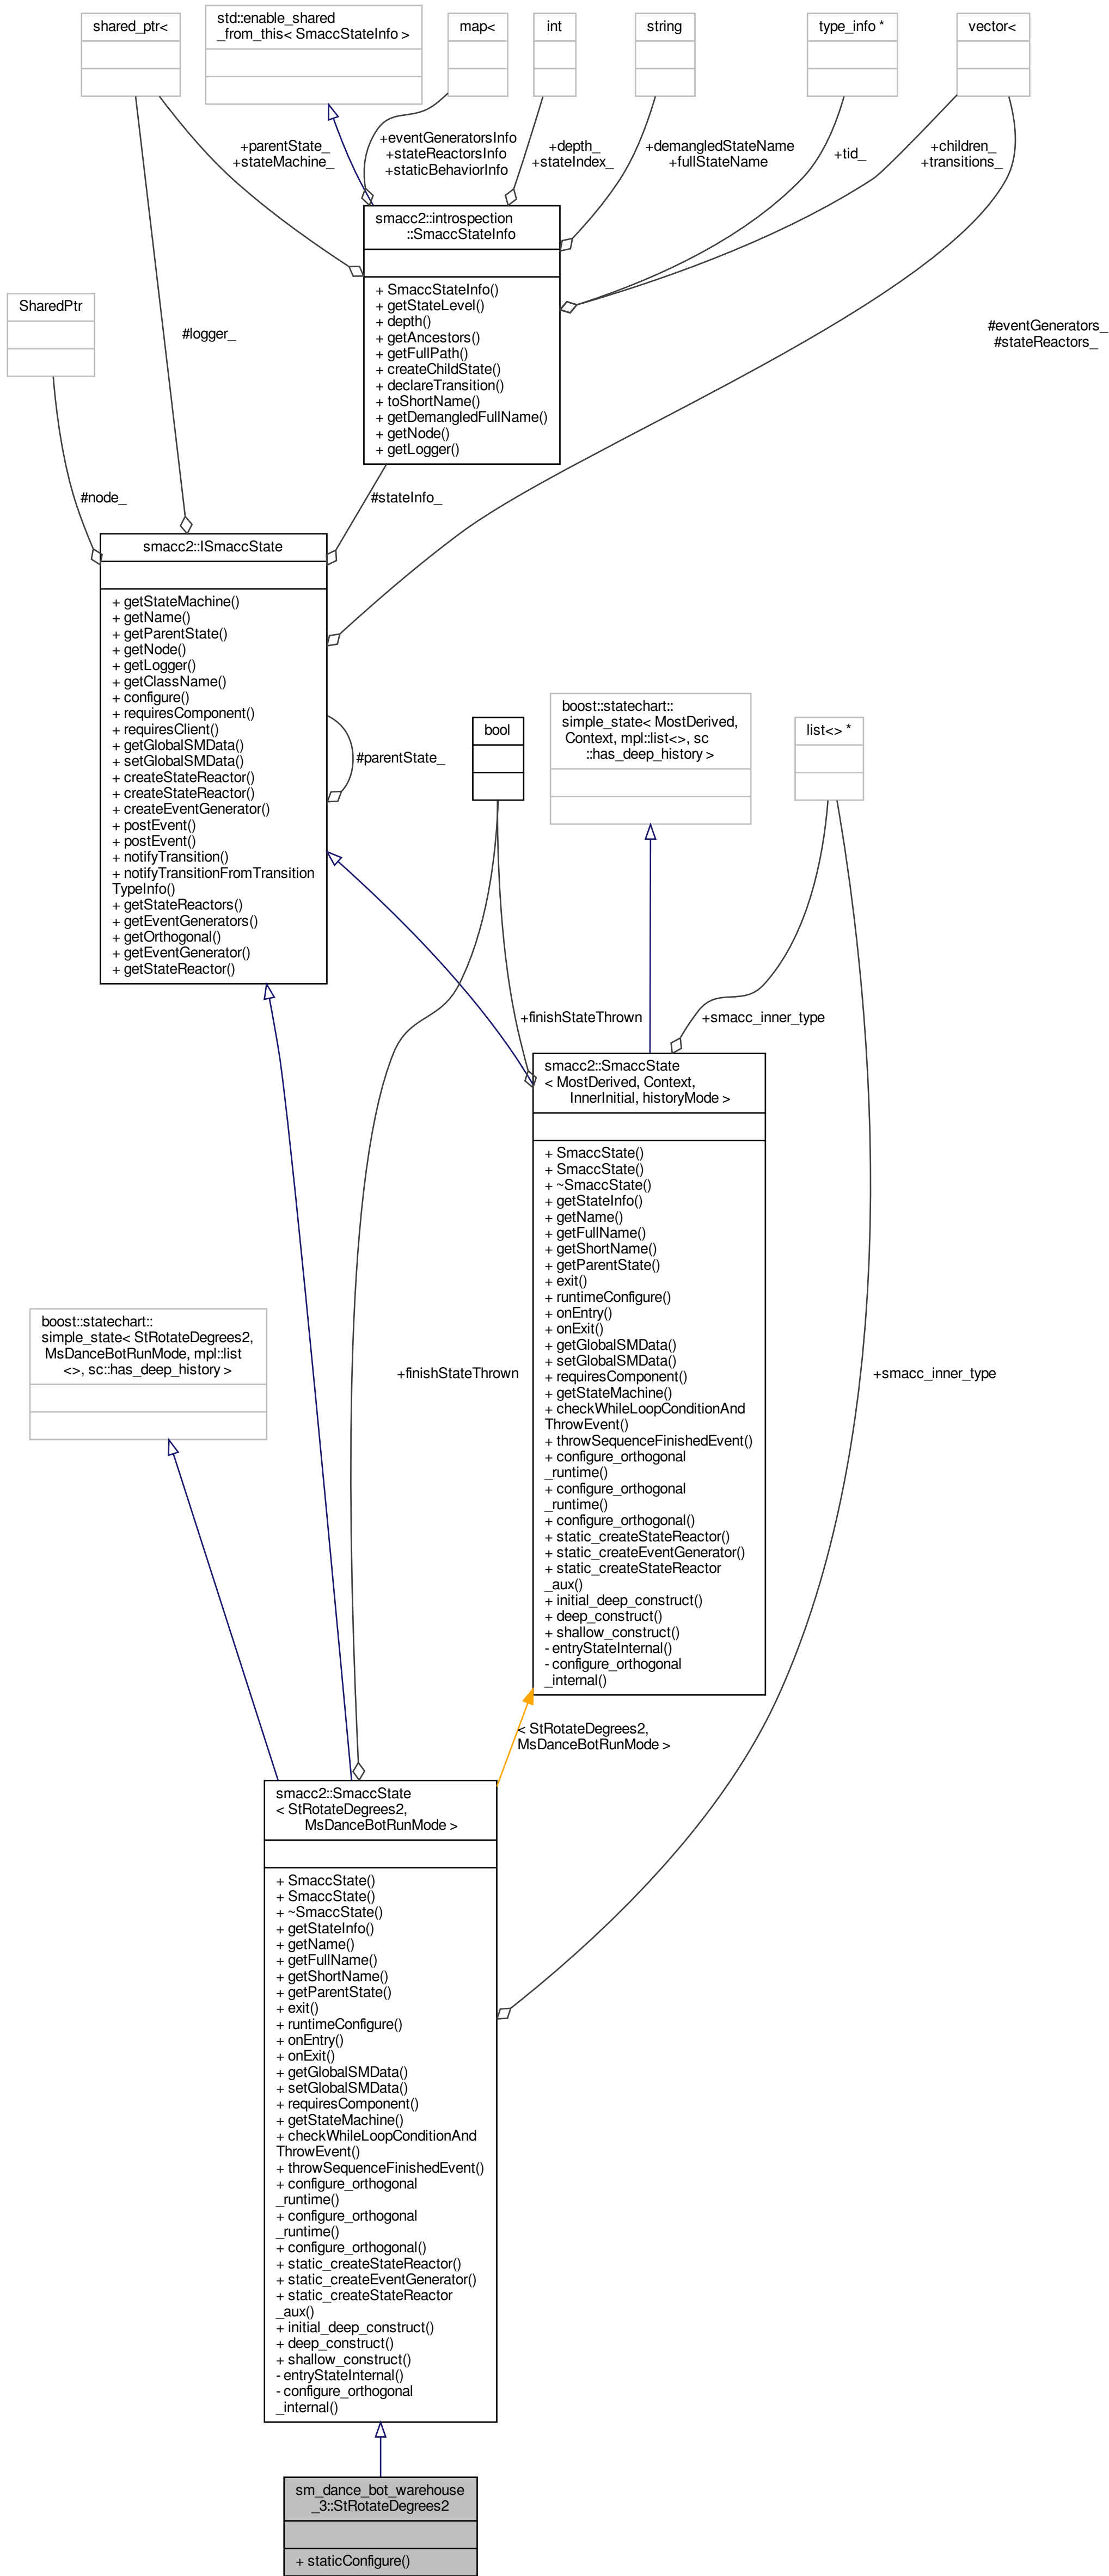 shared_ptr<
std::enable_shared
_from_this< SmaccStateInfo >
map<
int
string
type_info *
vector<
+parentState_
+stateMachine_
+eventGeneratorsInfo
+stateReactorsInfo
+staticBehaviorInfo
+depth_
+stateIndex_
+demangledStateName
+fullStateName
+tid_
+children_
+transitions_
smacc2::introspection
::SmaccStateInfo
+ SmaccStateInfo()
+ getStateLevel()
+ depth()
+ getAncestors()
+ getFullPath()
+ createChildState()
+ declareTransition()
+ toShortName()
+ getDemangledFullName()
+ getNode()
+ getLogger()
SharedPtr
#logger_
#eventGenerators_
#stateReactors_
#node_
#stateInfo_
smacc2::ISmaccState
+ getStateMachine()
+ getName()
+ getParentState()
+ getNode()
+ getLogger()
+ getClassName()
+ configure()
+ requiresComponent()
+ requiresClient()
+ getGlobalSMData()
+ setGlobalSMData()
+ createStateReactor()
+ createStateReactor()
+ createEventGenerator()
+ postEvent()
+ postEvent()
+ notifyTransition()
+ notifyTransitionFromTransition
TypeInfo()
+ getStateReactors()
+ getEventGenerators()
+ getOrthogonal()
+ getEventGenerator()
+ getStateReactor()
#parentState_
bool
boost::statechart::
simple_state< MostDerived,
Context, mpl::list<>, sc
::has_deep_history >
list<> *
+finishStateThrown
+smacc_inner_type
smacc2::SmaccState
< MostDerived, Context,
InnerInitial, historyMode >
+ SmaccState()
+ SmaccState()
+ ~SmaccState()
+ getStateInfo()
+ getName()
+ getFullName()
+ getShortName()
+ getParentState()
+ exit()
+ runtimeConfigure()
+ onEntry()
+ onExit()
+ getGlobalSMData()
+ setGlobalSMData()
+ requiresComponent()
+ getStateMachine()
+ checkWhileLoopConditionAnd
ThrowEvent()
+ throwSequenceFinishedEvent()
+ configure_orthogonal
_runtime()
+ configure_orthogonal
_runtime()
+ configure_orthogonal()
+ static_createStateReactor()
+ static_createEventGenerator()
+ static_createStateReactor
_aux()
+ initial_deep_construct()
+ deep_construct()
+ shallow_construct()
- entryStateInternal()
- configure_orthogonal
_internal()
boost::statechart::
simple_state< StRotateDegrees2,
MsDanceBotRunMode, mpl::list
<>, sc::has_deep_history >
+finishStateThrown
+smacc_inner_type
< StRotateDegrees2,
MsDanceBotRunMode >
smacc2::SmaccState
< StRotateDegrees2,
MsDanceBotRunMode >
+ SmaccState()
+ SmaccState()
+ ~SmaccState()
+ getStateInfo()
+ getName()
+ getFullName()
+ getShortName()
+ getParentState()
+ exit()
+ runtimeConfigure()
+ onEntry()
+ onExit()
+ getGlobalSMData()
+ setGlobalSMData()
+ requiresComponent()
+ getStateMachine()
+ checkWhileLoopConditionAnd
ThrowEvent()
+ throwSequenceFinishedEvent()
+ configure_orthogonal
_runtime()
+ configure_orthogonal
_runtime()
+ configure_orthogonal()
+ static_createStateReactor()
+ static_createEventGenerator()
+ static_createStateReactor
_aux()
+ initial_deep_construct()
+ deep_construct()
+ shallow_construct()
- entryStateInternal()
- configure_orthogonal
_internal()
sm_dance_bot_warehouse
_3::StRotateDegrees2
+ staticConfigure()